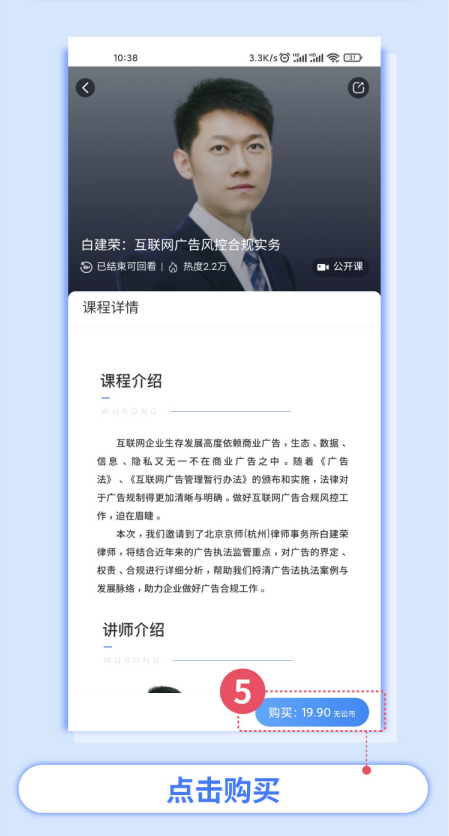 10:38
3.3K/s HD HD 31
白建荣：互联网广告风控合规实务
已结束可回看 | 热度2.2万
公开课
课程详情
课程介绍
WUSONG
互联网企业生存发展高度依赖商业广告，生态、数据、
信息、隐私又无一不在商业广告之中。随着《广告
法》、《互联网广告管理暂行办法》的颁布和实施，法律对
于广告规制得更加清晰与明确。做好互联网广告合规风控工
作，迫在眉睫。
本次，我们邀请到了北京京师(杭州)律师事务所白建荣
律师，将结合近年来的广告执法监管重点，对广告的界定、
权责、合规进行详细分析，帮助我们捋清广告法执法案例与
发展脉络，助力企业做好广告合规工作。
讲师介绍
WUSONG
5
购买：19.90 无讼币
点击购买